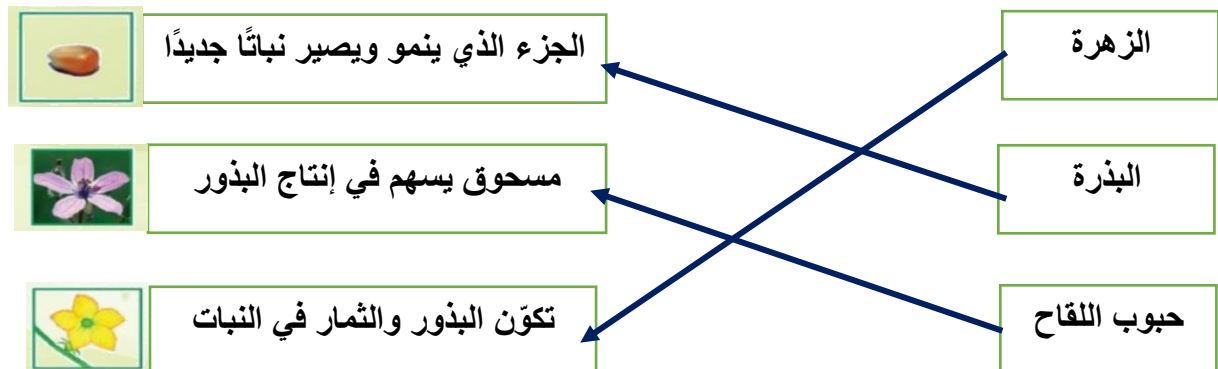 الزهرة
الجزء الذي ينمو ويصير نباتًا جديدًا
البذرة
مسحوق يسهم في إنتاج البذور
حبوب اللقاح
تكوّن البذور والثمار في النبات